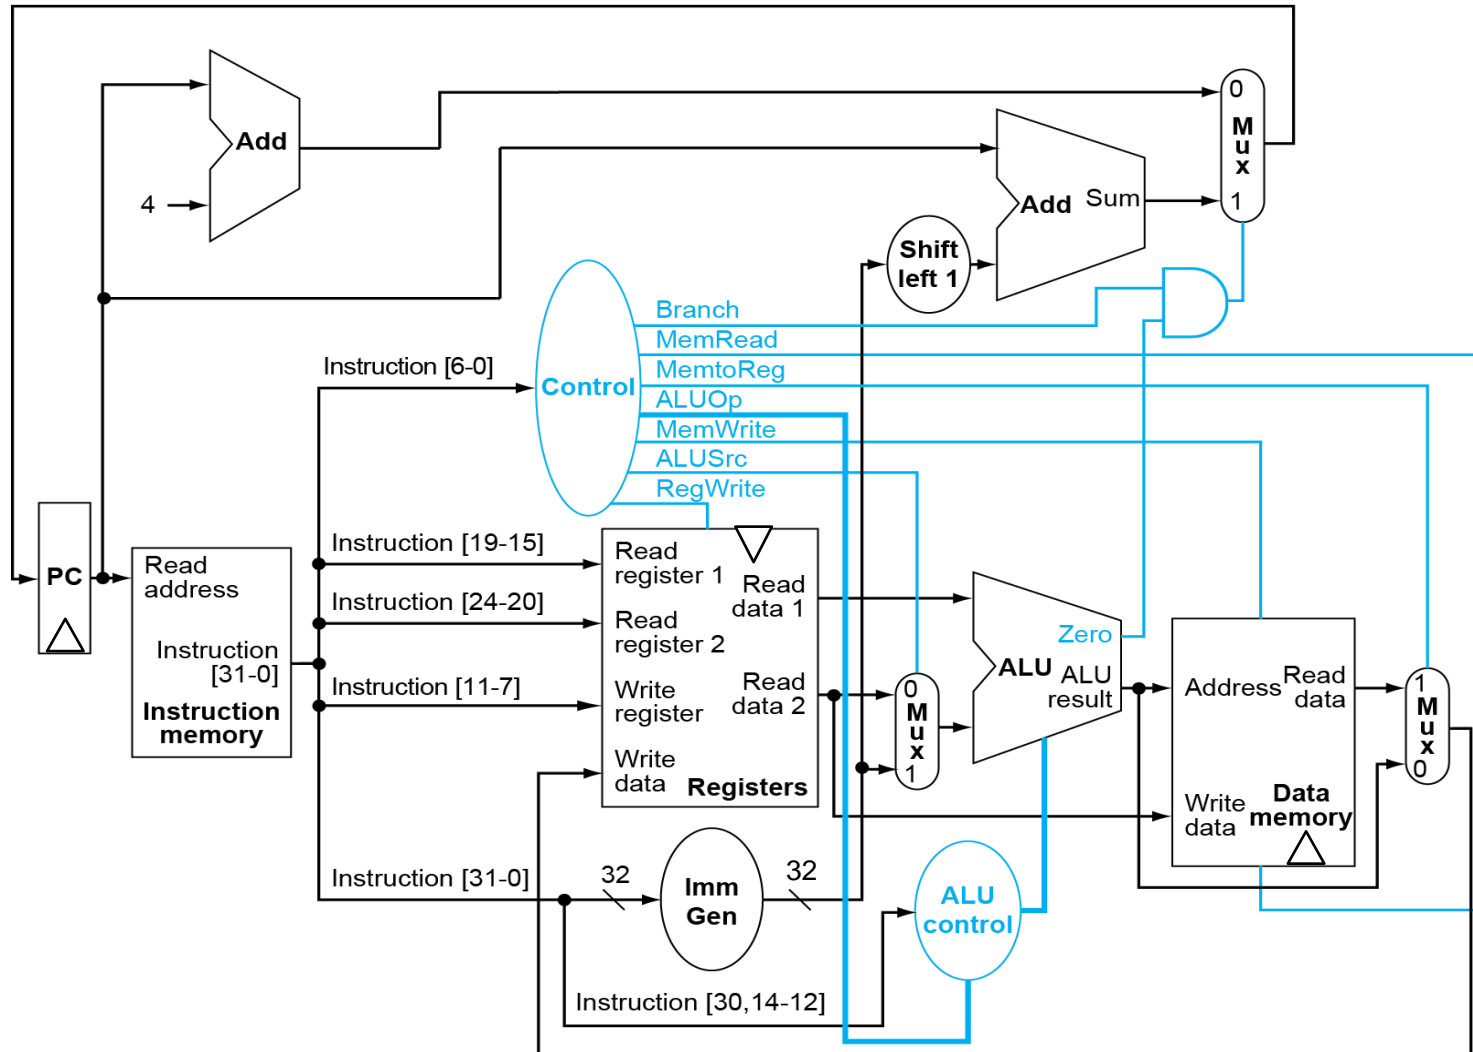 0
M
u
x
1
Add
4
Add Sum
Shift
left 1
Branch
MemRead
MemtoReg
ALUOp
MemWrite
ALUSrc
RegWrite
Control
Instruction [6-0]
PC
Read
address
Instruction
[31-0]
Instruction
memory
Instruction [19-15]
Instruction [24-20]
Instruction [11-7]
Instruction [31-0]
Read
register 1
Read
register 2
Write
register
Write
data
Read
data 1
Read
data 2
Registers
0
M
u
x
1
Zero
ALU
ALU
result
Address
Read
data
Write
data
Data
memory
1
M
u
x
0
32
Imm
Gen
32
ALU
control
Instruction [30,14-12]